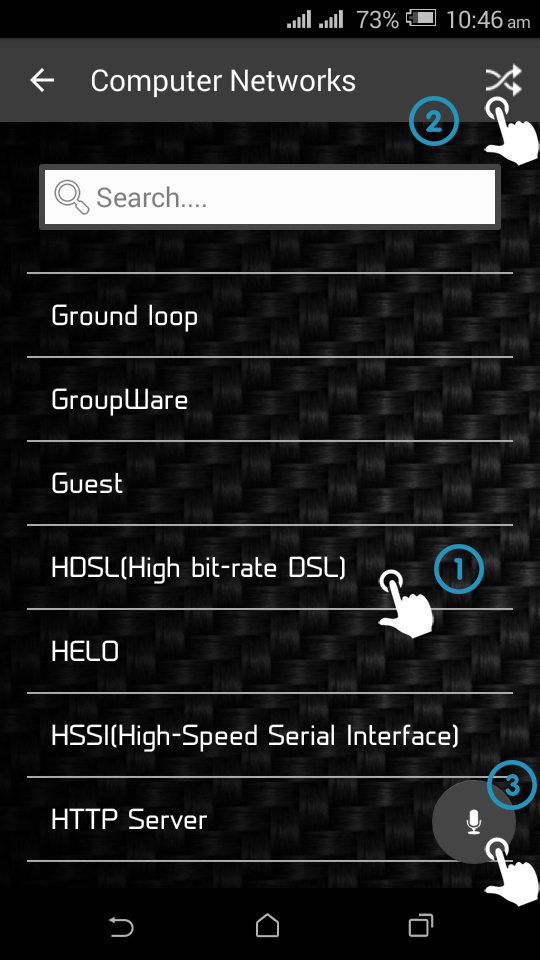 73% 10:46 am
Computer Networks
2
Search....
Ground loop
GroupWare
Guest
HDSL(High bit-rate DSL)
1
HELO
HSSI(High-Speed Serial Interface)
3
HTTP Server